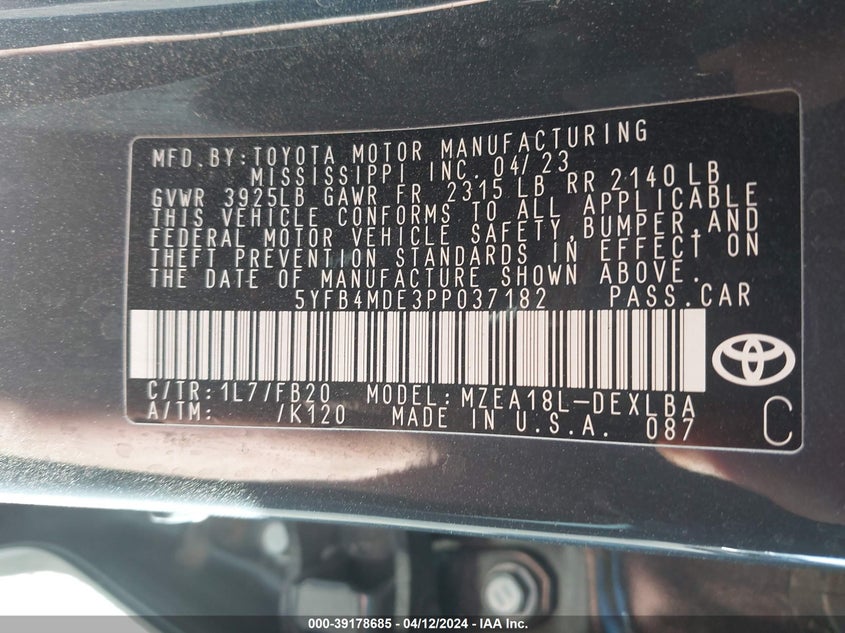 MFD.BY:TOYOTA MOTOR MANUFACTURING
MISSISSIPPI INC. 04/23
GVWR 3925LB GAWR FR 2315 LB RR 2140 LB
THIS VEHICLE CONFORMS TO ALL APPLICABLE
FEDERAL MOTOR VEHICLE SAFETY,BUMPER,AND
THEFT PREVENTION STANDARDS IN EFFECT ON
THE DATE OF MANUFACTURE SHOWN ABOVE.
5YFB4MDE3PP037182 PASS.CAR
C/TR:1L7/FB20 MODEL:MZEA18L-DEXLBA
A/TM: /K120 MADE IN U.S.A. 087
C
000-39178685 - 04/12/2024 - IAA Inc.